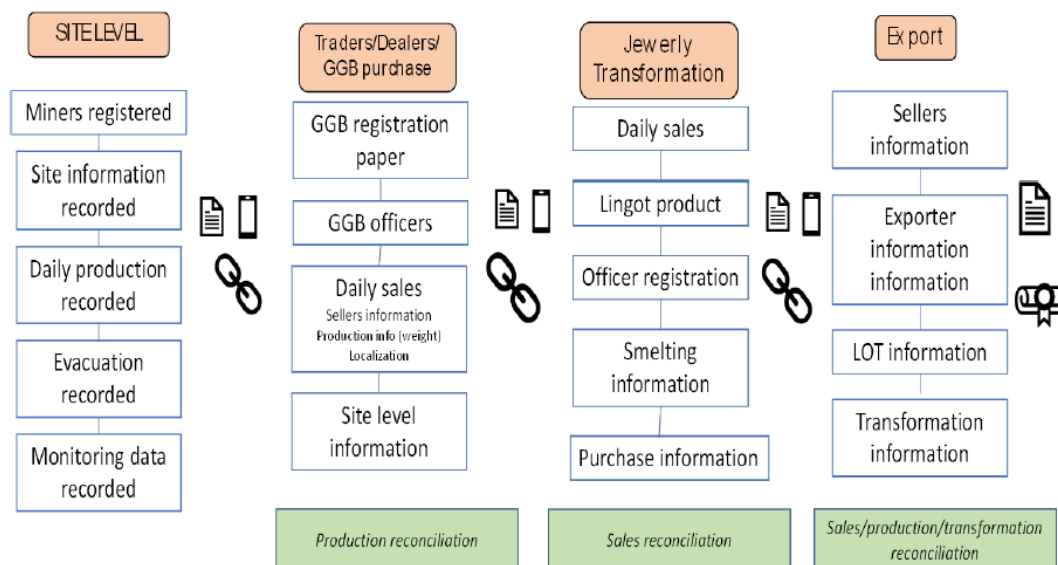 SITE LEVEL
Miners registered
Site information
recorded
Daily production
recorded
Evacuation
recorded
Monitoring data
recorded
Traders/Dealers/
GGB purchase
GGB registration
paper
GGB officers
Daily sales
Sellers information
Production info (weight)
Localization
Site level
information
Production reconciliation
Jewerly
Transformation
Daily sales
Lingot product
Officer registration
Smelting
information
Purchase information
Sales reconciliation
Export
Sellers
information
Exporter
information
information
LOT information
Transformation
information
Sales/production/transformation
reconciliation